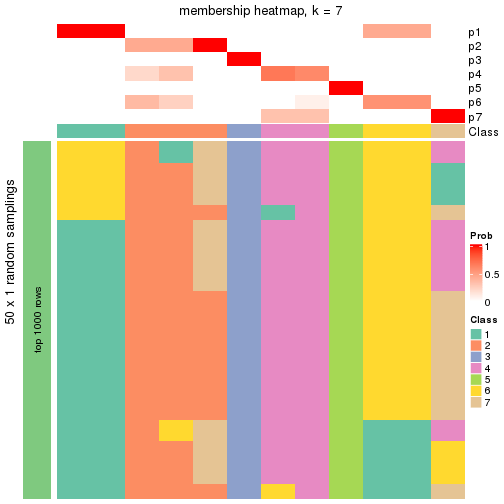 membership heatmap, k = 7
p1
p2
p3
p4
p5
p6
p7
Class
50 x 1 random samplings
top 1000 rows
Prob
1
0.5
0
Class
1
2
3
4
5
6
7